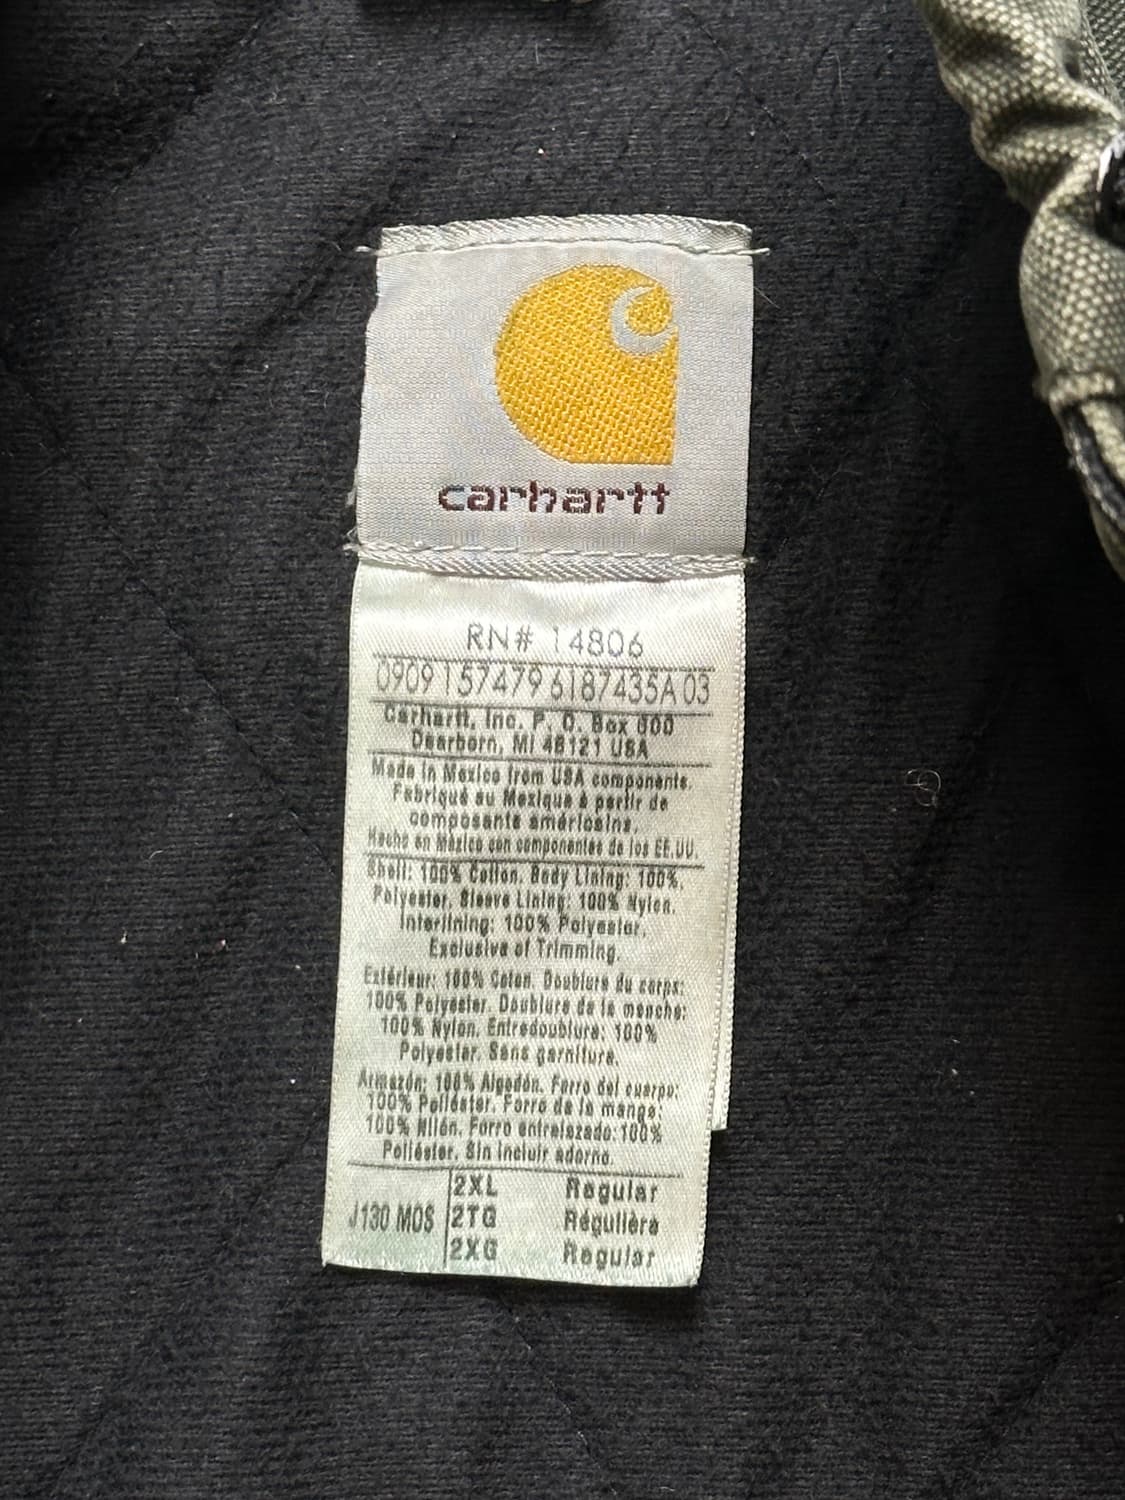 carhartt
RN# 14806
0909 157479 6187435A 03
Carhartt, Inc. P. O. Box 600
Dearborn, MI 48121 USA
Made in Mexico from USA components.
Fabriqué au Mexique à partir de
composants américains.
Hecho en México con componentes de los EE.UU.
Shell: 100% Cotton. Body Lining: 100%
Polyester. Sleeve Lining: 100% Nylon.
Interlining: 100% Polyester.
Exclusive of Trimming.
Extérieur: 100% Coton. Doublure du corps:
100% Polyester. Doublure de la manche:
100% Nylon. Entredoublure: 100%
Polyester. Sans garniture.
Armazón: 100% Algodón. Forro del cuerpo:
100% Poliéster. Forro de la manga:
100% Nilón. Forro entrelazado: 100%
Poliéster. Sin incluir adorno.
J130 MOS
2XL Regular
2TG Régulière
2XG Regular